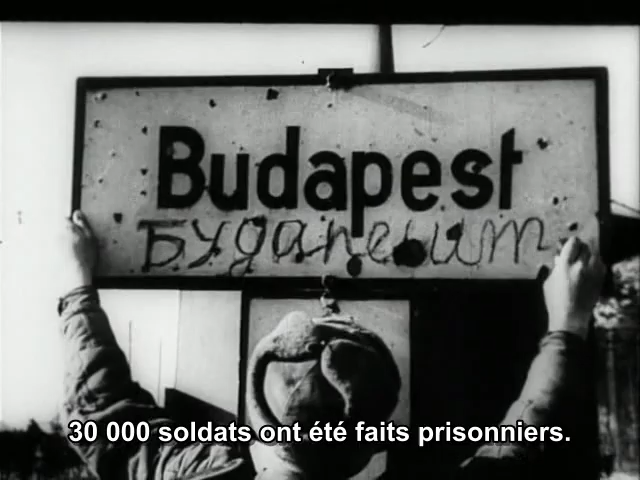 Budapest
Будапешт
30 000 soldats ont été faits prisonniers.